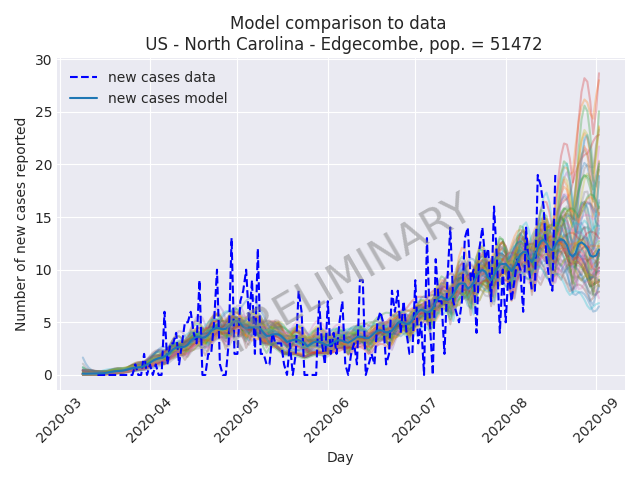 Model comparison to data
US - North Carolina - Edgecombe, pop. = 51472
30
new cases data
new cases model
25
20
15
10
5
0
Number of new cases reported
PRELIMINARY
2020-03
2020-04
2020-05
2020-06
2020-07
2020-08
2020-09
Day